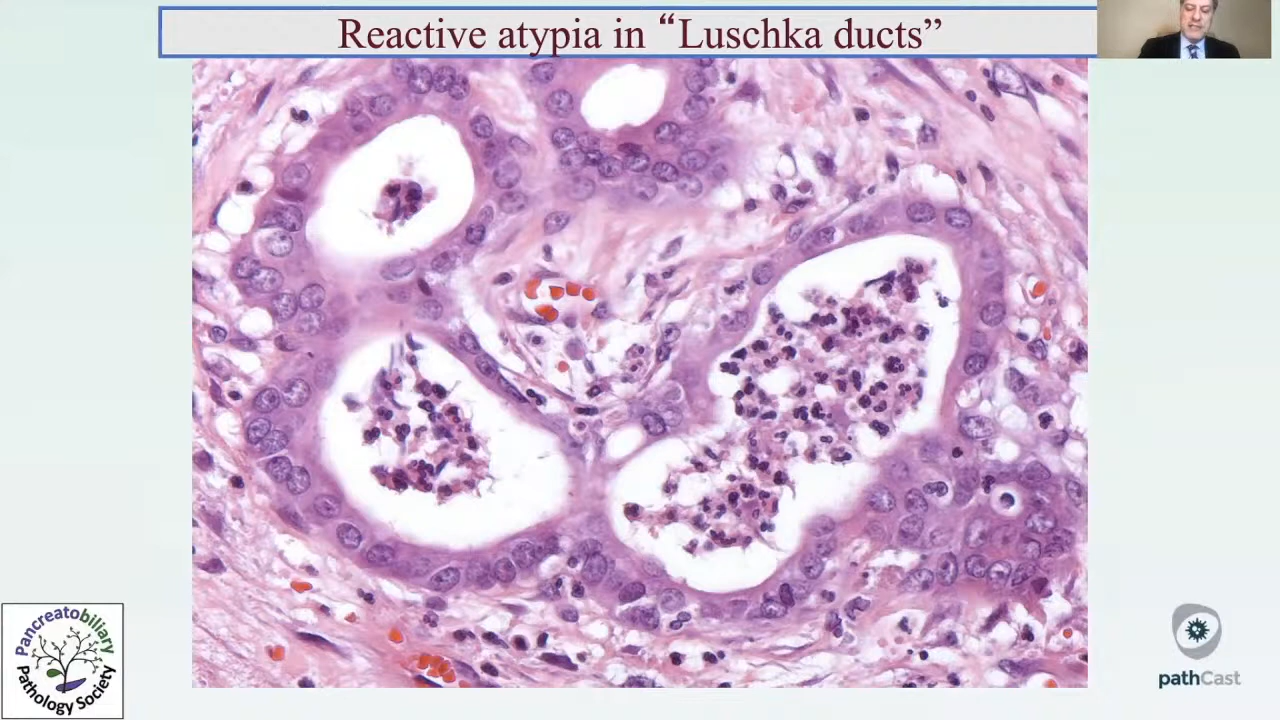 Reactive atypia in “Luschka ducts”
Pancreatobiliary
Pathology Society
pathCast